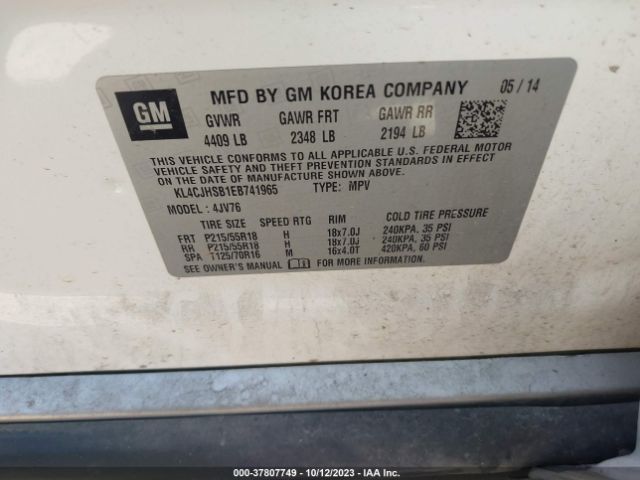 GM
MFD BY GM KOREA COMPANY 05/14
GVWR GAWR FRT GAWR RR
4409 LB 2348 LB 2194 LB
THIS VEHICLE CONFORMS TO ALL APPLICABLE U.S. FEDERAL MOTOR
VEHICLE SAFETY AND THEFT PREVENTION STANDARDS IN EFFECT
ON THE DATE OF MANUFACTURE SHOWN ABOVE.
KL4CJHSB1EB741965 TYPE: MPV
MODEL: 4JV76
TIRE SIZE SPEED RTG RIM COLD TIRE PRESSURE
FRT P215/55R18 H 18x7.0J 240KPA, 35 PSI
RR P215/55R18 H 18x7.0J 240KPA, 35 PSI
SPA T125/70R16 M 16x4.0T 420KPA, 60 PSI
SEE OWNER'S MANUAL FOR MORE INFORMATION.
000-37807749 - 10/12/2023 - IAA Inc.